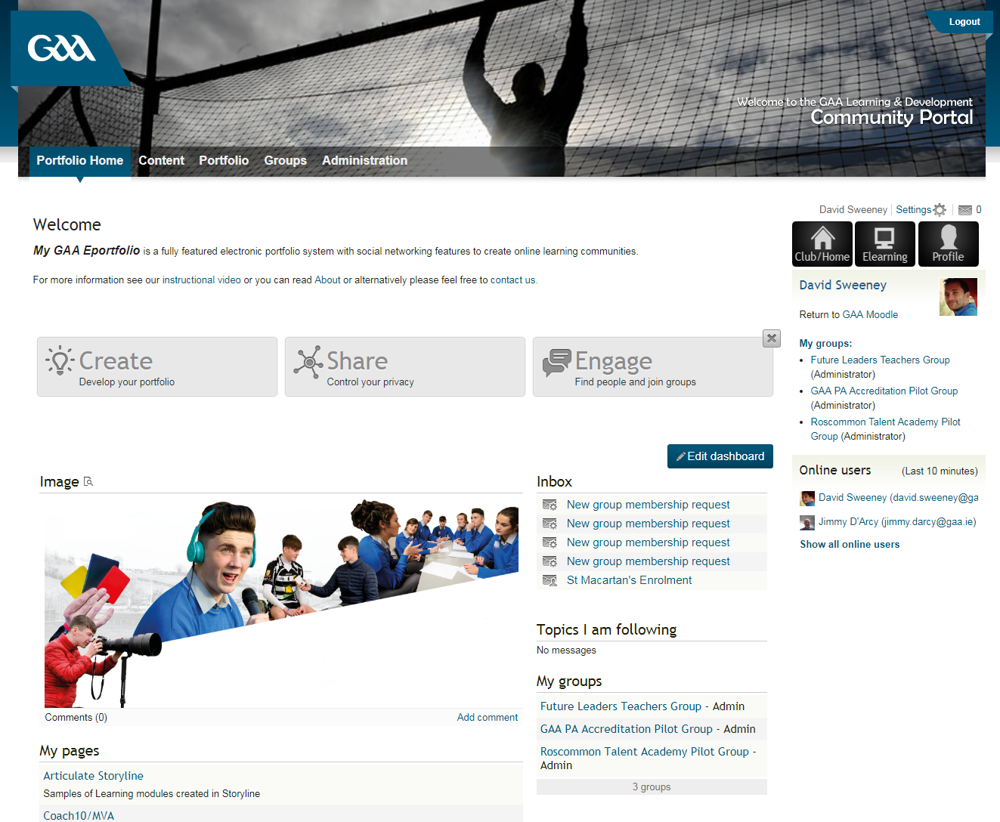 GAA
Logout
Welcome to the GAA Learning & Development
Community Portal
Portfolio Home
Content
Portfolio
Groups
Administration
David Sweeney
Settings
0
Club/Home
Elearning
Profile
Welcome
My GAA Eportfolio is a fully featured electronic portfolio system with social networking features to create online learning communities.
For more information see our instructional video or you can read About or alternatively please feel free to contact us.
Create
Develop your portfolio
Share
Control your privacy
Engage
Find people and join groups
David Sweeney
Return to GAA Moodle
My groups:
Future Leaders Teachers Group
(Administrator)
GAA PA Accreditation Pilot Group
(Administrator)
Roscommon Talent Academy Pilot
Group (Administrator)
Online users
(Last 10 minutes)
David Sweeney (david.sweeney@ga
Jimmy D'Arcy (jimmy.darcy@gaa.ie)
Show all online users
Edit dashboard
Image
Comments (0)
Add comment
My pages
Articulate Storyline
Samples of Learning modules created in Storyline
Coach10/MVA
Inbox
New group membership request
New group membership request
New group membership request
New group membership request
St Macartan's Enrolment
Topics I am following
No messages
My groups
Future Leaders Teachers Group - Admin
GAA PA Accreditation Pilot Group - Admin
Roscommon Talent Academy Pilot Group -
Admin
3 groups